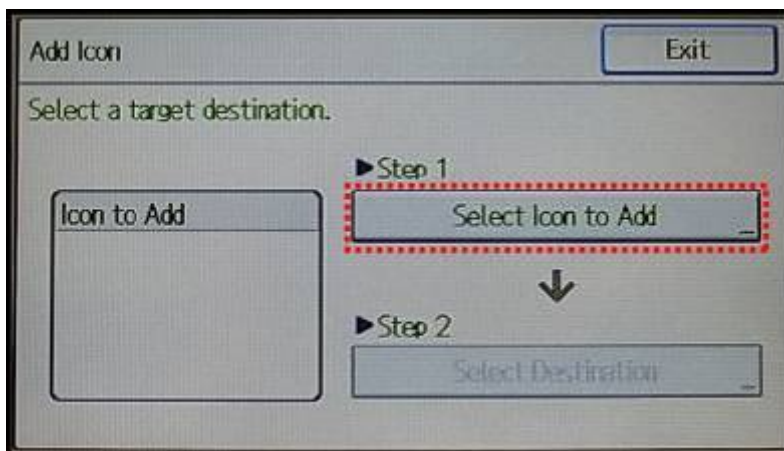 Add Icon
Exit
Select a target destination.
▶Step 1
Icon to Add
Select Icon to Add
▶Step 2
Select Destination